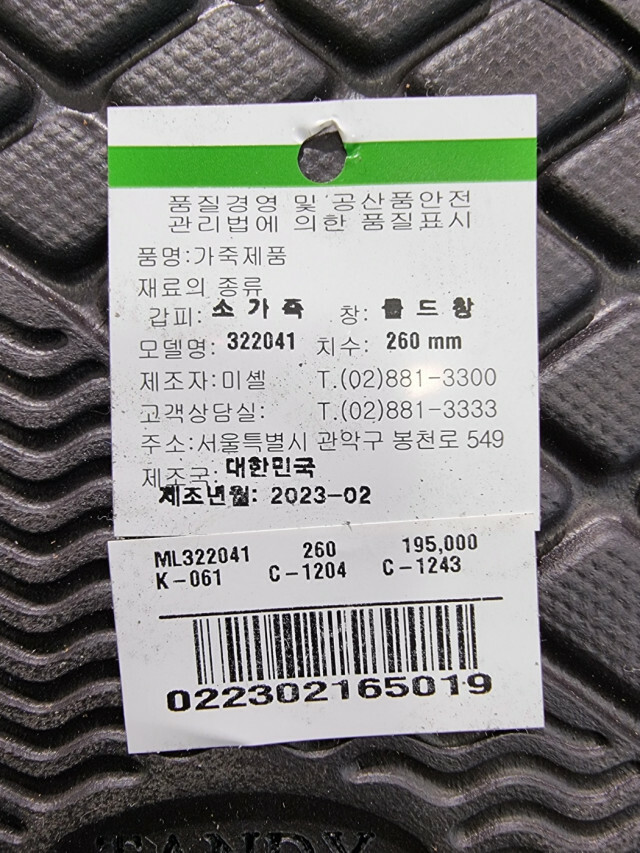 품질경영 및 공산품안전
관리법에 의한 품질표시
품명:가죽제품
재료의 종류
갑피: 소가죽 창: 몰드창
모델명: 322041 치수: 260 mm
제조자:미셸 T.(02)881-3300
고객상담실: T.(02)881-3333
주소:서울특별시 관악구 봉천로 549
제조국: 대한민국
제조년월: 2023-02
ML322041 260 195,000
K-061 C-1204 C-1243
022302165019